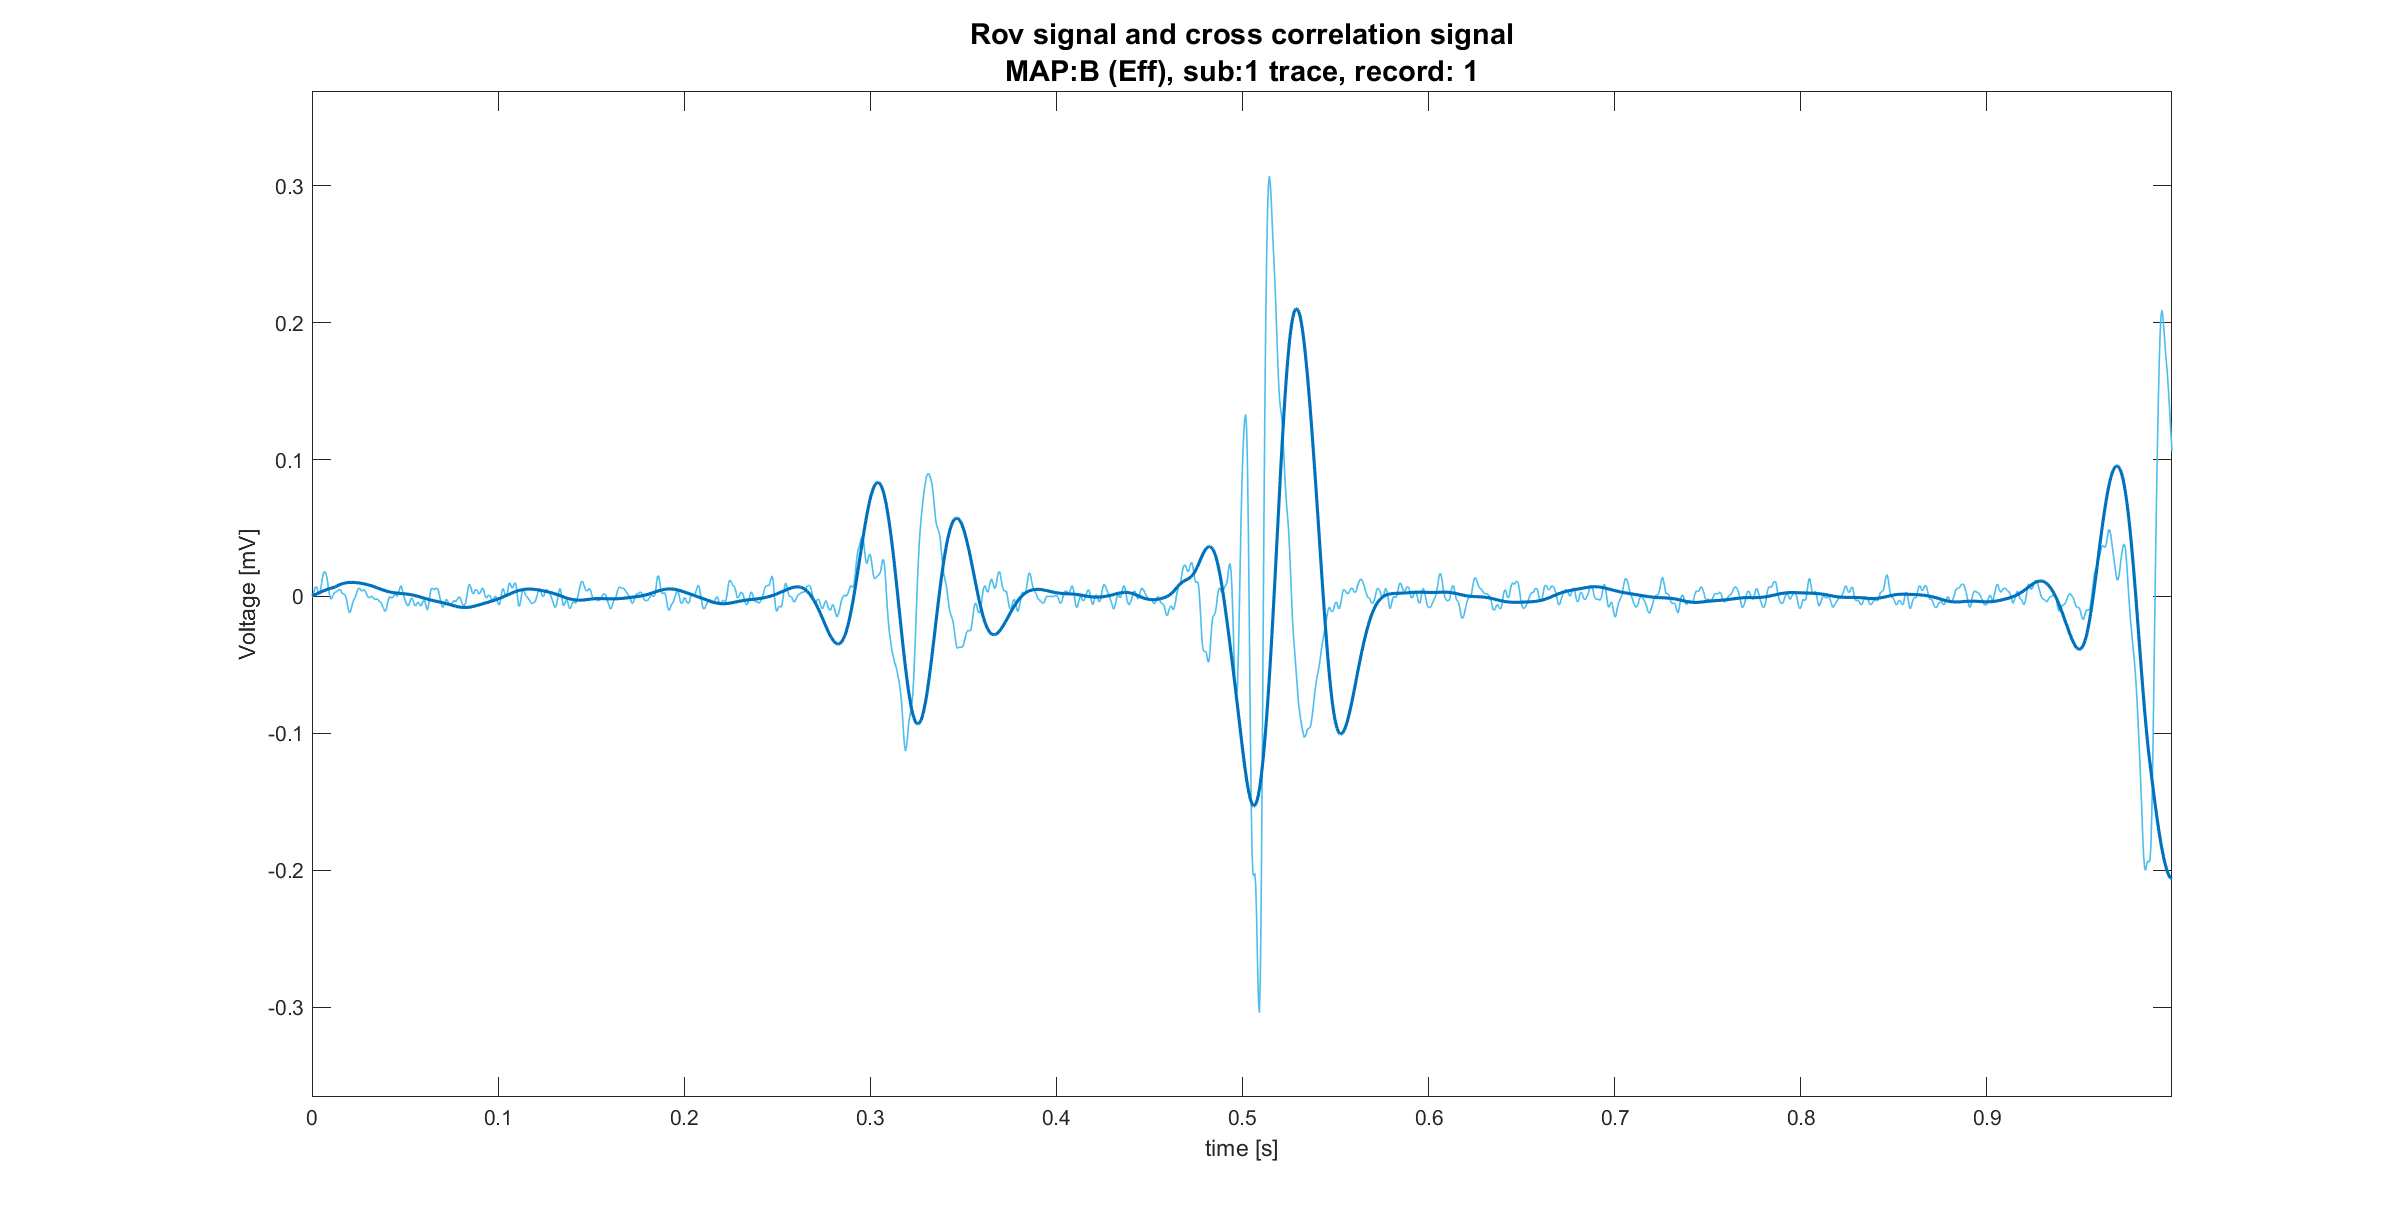 Rov signal and cross correlation signal
MAP:B (Eff), sub:1 trace, record: 1
0.3
0.2
0.1
0
-0.1
-0.2
-0.3
Voltage [mV]
0 0.1 0.2 0.3 0.4 0.5 0.6 0.7 0.8 0.9
time [s]